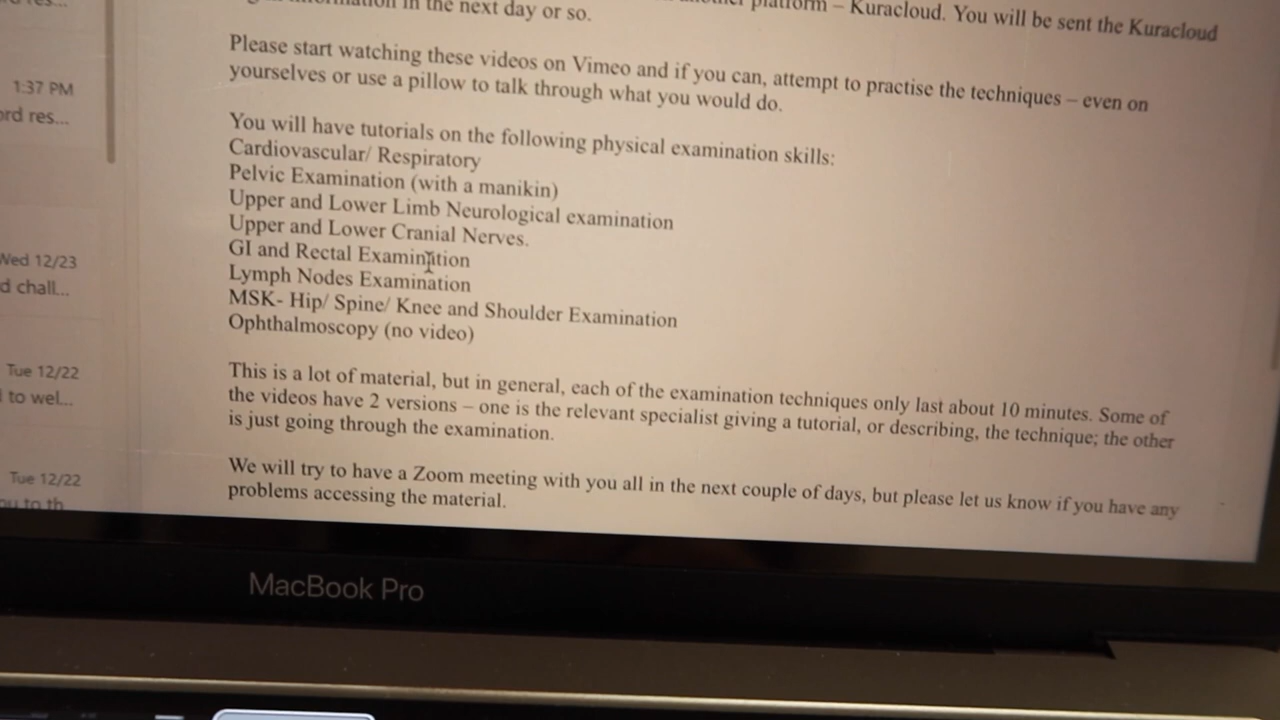 information in the next day or so.
platform – Kuracloud. You will be sent the Kuracloud
1:37 PM
ord res...
Please start watching these videos on Vimeo and if you can, attempt to practise the techniques – even on
yourselves or use a pillow to talk through what you would do.
You will have tutorials on the following physical examination skills:
Cardiovascular/ Respiratory
Pelvic Examination (with a manikin)
Upper and Lower Limb Neurological examination
Upper and Lower Cranial Nerves.
GI and Rectal Examination
Lymph Nodes Examination
MSK- Hip/ Spine/ Knee and Shoulder Examination
Ophthalmoscopy (no video)
Wed 12/23
d chall...
Tue 12/22
to wel...
This is a lot of material, but in general, each of the examination techniques only last about 10 minutes. Some of
the videos have 2 versions – one is the relevant specialist giving a tutorial, or describing, the technique; the other
is just going through the examination.
Tue 12/22
We will try to have a Zoom meeting with you all in the next couple of days, but please let us know if you have any
problems accessing the material.
MacBook Pro